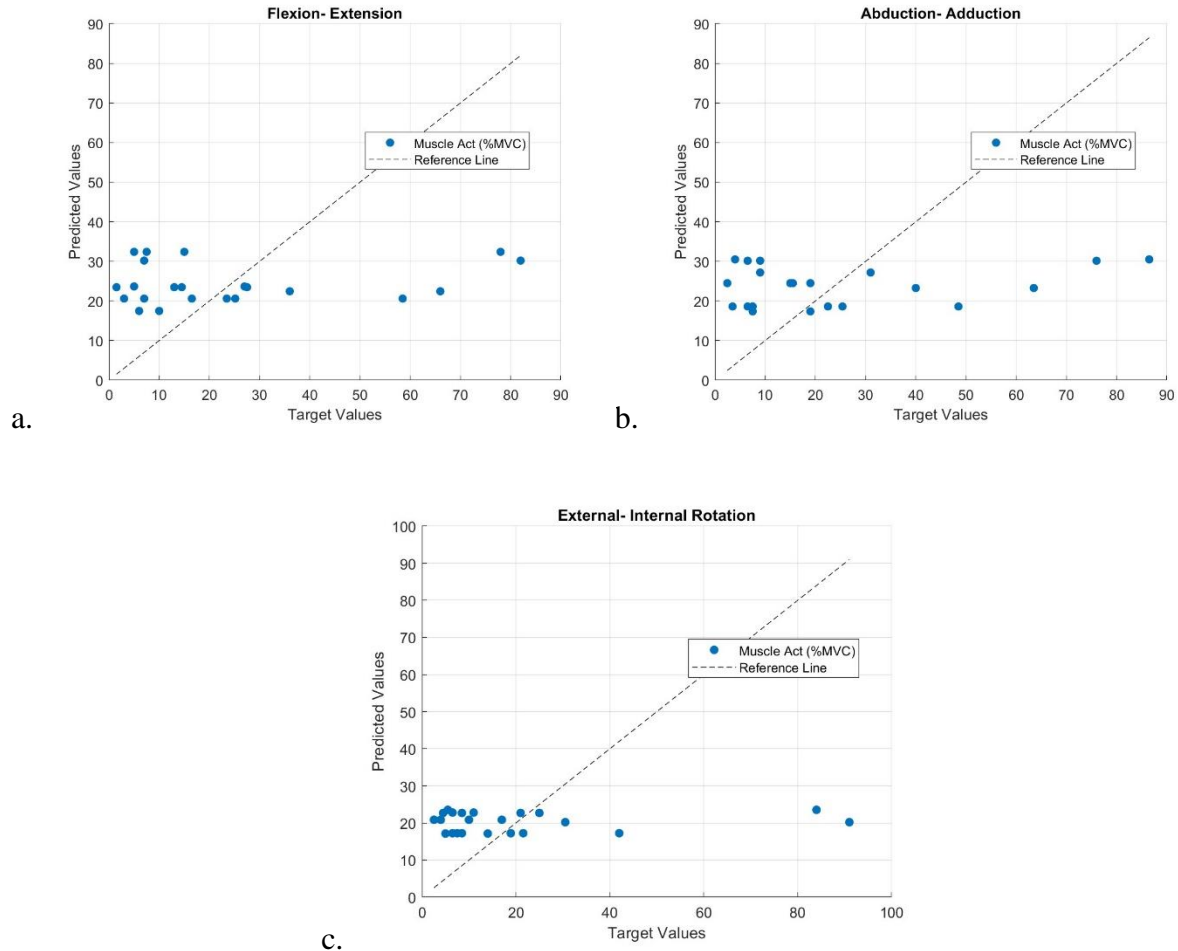 Flexion- Extension
90
80
70
60
50
40
30
20
10
0
Predicted Values
Muscle Act (%MVC)
Reference Line
0 10 20 30 40 50 60 70 80 90
Target Values
a.
Abduction- Adduction
90
80
70
60
50
40
30
20
10
0
Predicted Values
Muscle Act (%MVC)
Reference Line
0 10 20 30 40 50 60 70 80 90
Target Values
b.
External- Internal Rotation
100
90
80
70
60
50
40
30
20
10
0
Predicted Values
Muscle Act (%MVC)
Reference Line
0 20 40 60 80 100
Target Values
c.